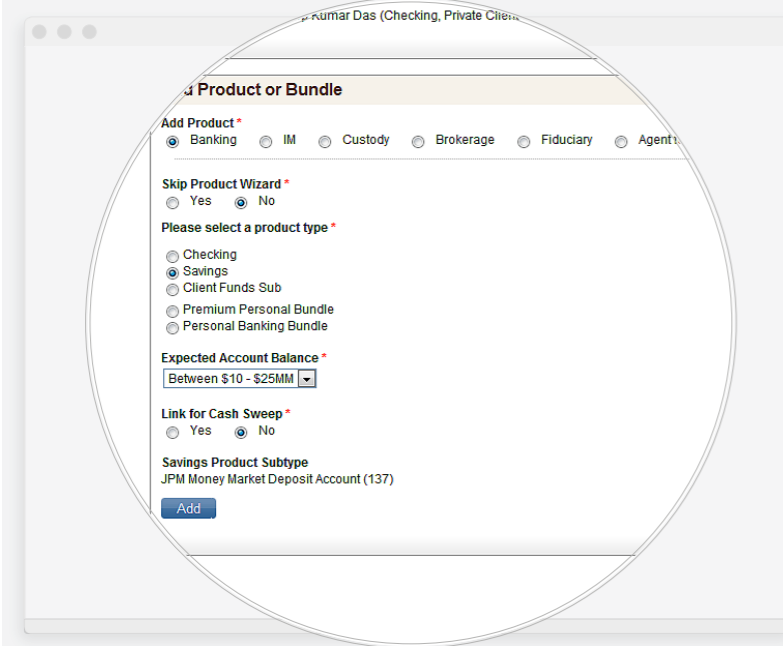 Kumar Das (Checking, Private
Product or Bundle
Add Product *
Banking IM Custody Brokerage Fiduciary Agent
Skip Product Wizard *
Yes No
Please select a product type *
Checking
Savings
Client Funds Sub
Premium Personal Bundle
Personal Banking Bundle
Expected Account Balance *
Between $10 - $25MM
Link for Cash Sweep *
Yes No
Savings Product Subtype
JPM Money Market Deposit Account (137)
Add